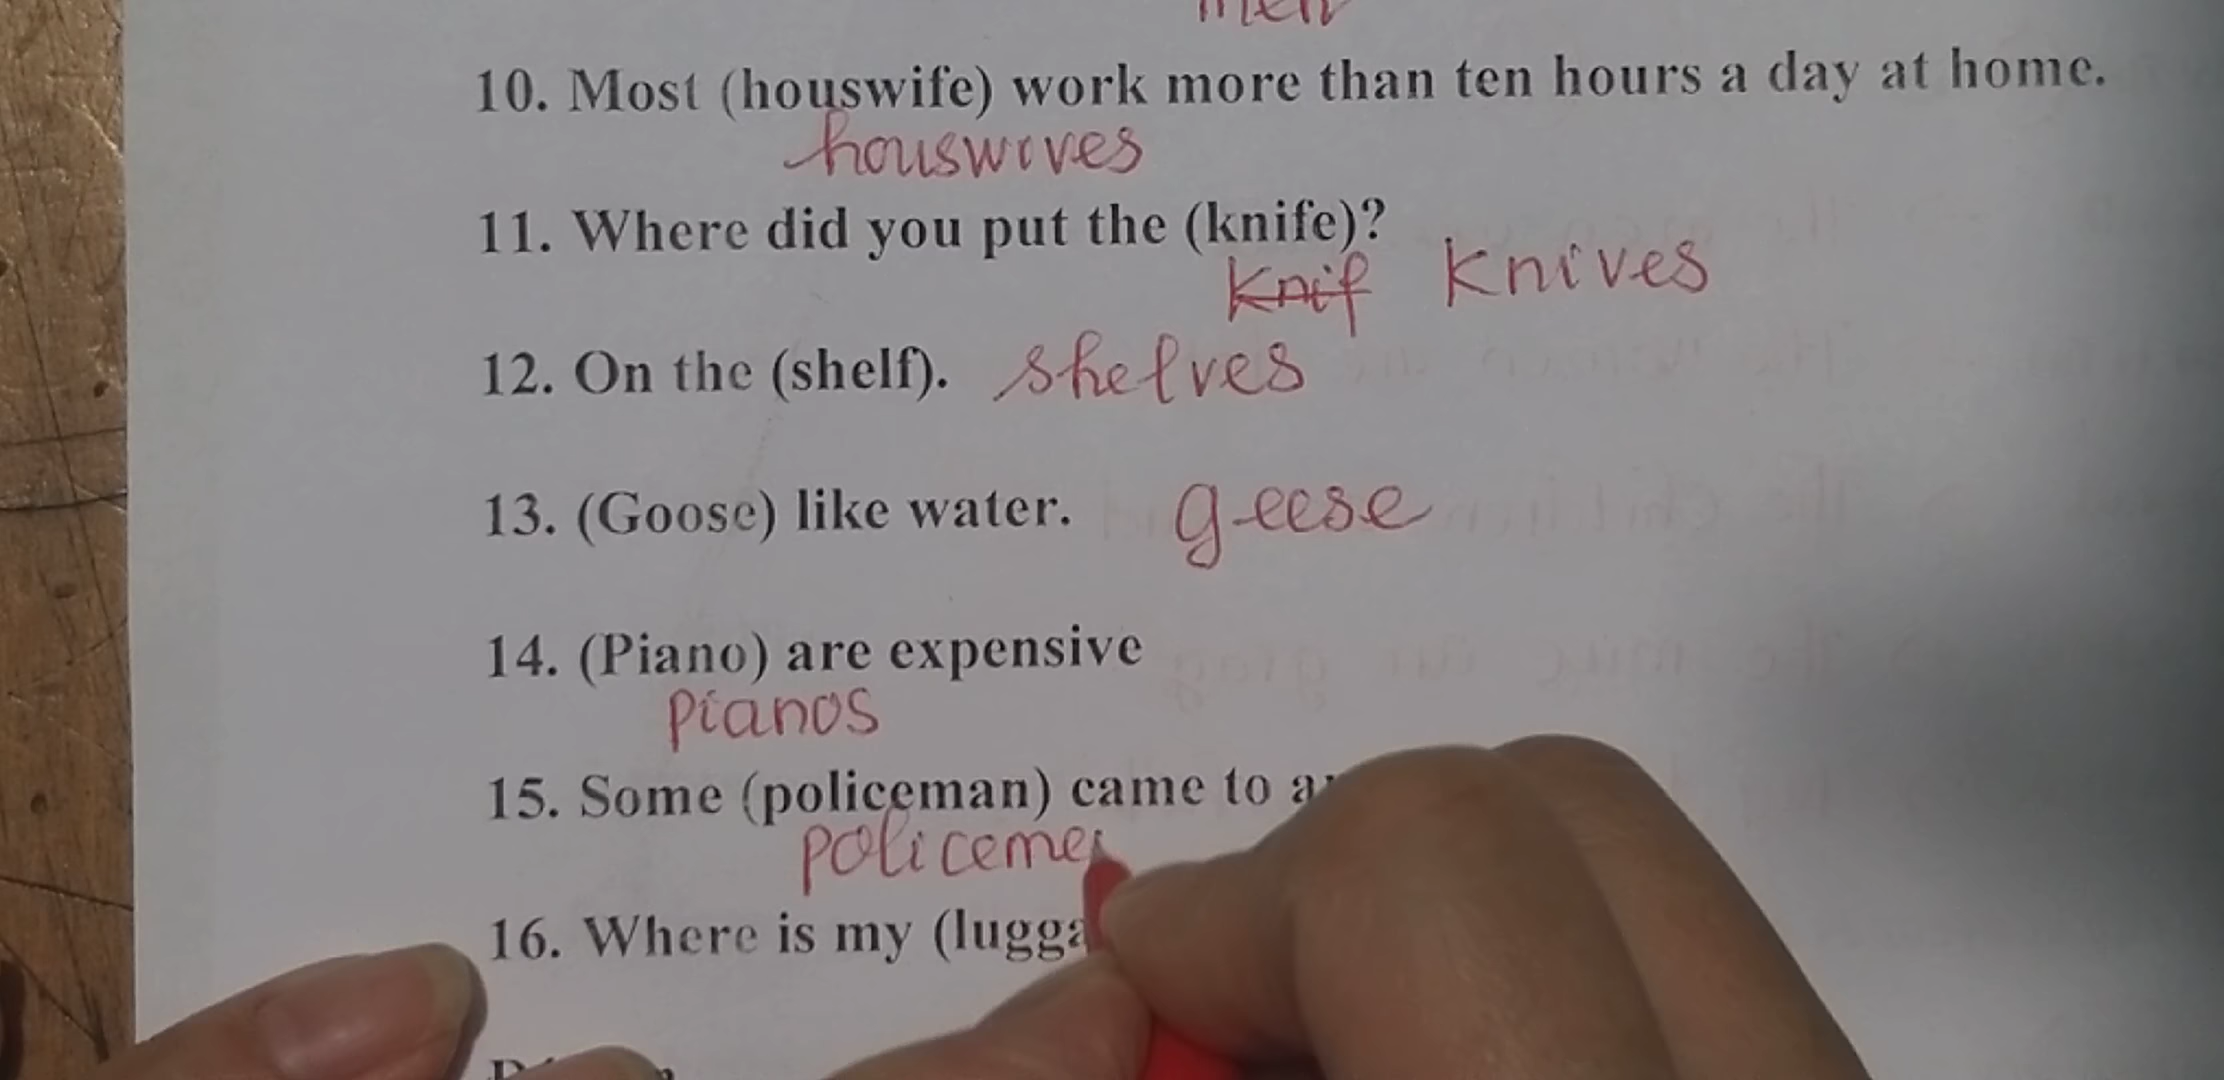 men
10. Most (houswife) work more than ten hours a day at home.
houswives
11. Where did you put the (knife)?
knif knives
12. On the (shelf). shelves
13. (Goose) like water. geese
14. (Piano) are expensive
pianos
15. Some (policeman) came to
policeme
16. Where is my